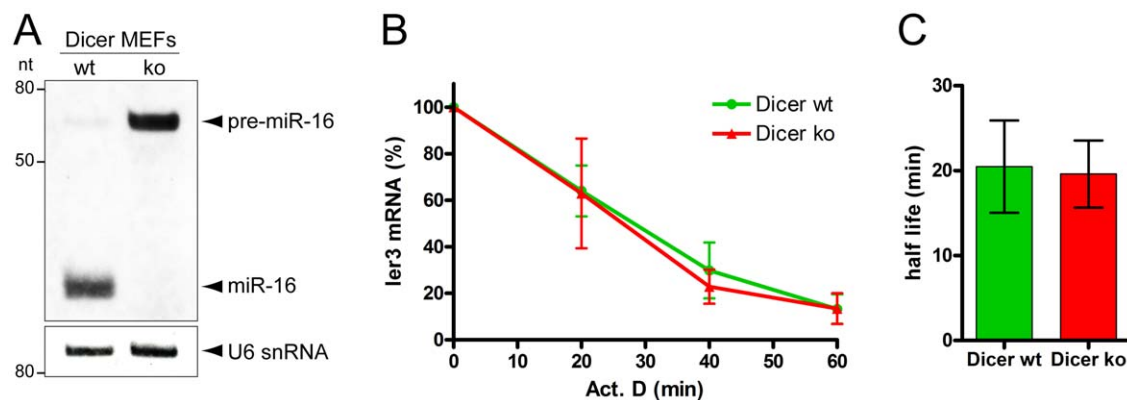 A
Dicer MEFs
nt
wt
ko
80
pre-miR-16
50
miR-16
U6 snRNA
80
B
Ier3 mRNA (%)
100
80
60
40
20
0
Dicer wt
Dicer ko
0
10
20
30
40
50
60
Act. D (min)
C
half life (min)
30
20
10
0
Dicer wt
Dicer ko